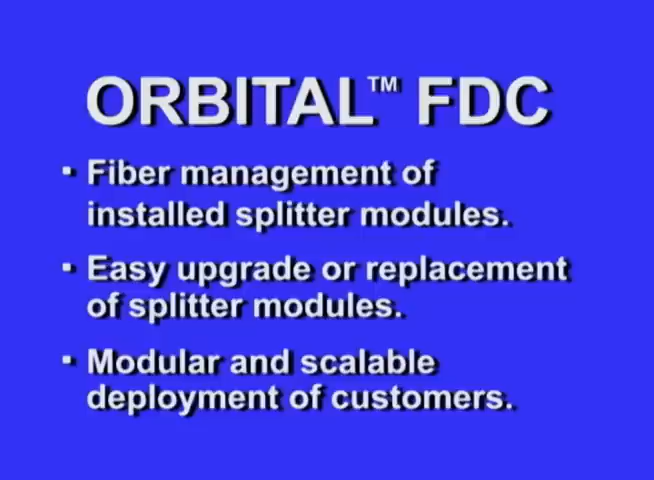 ORBITAL™ FDC
▪ Fiber management of
installed splitter modules.
▪ Easy upgrade or replacement
of splitter modules.
▪ Modular and scalable
deployment of customers.